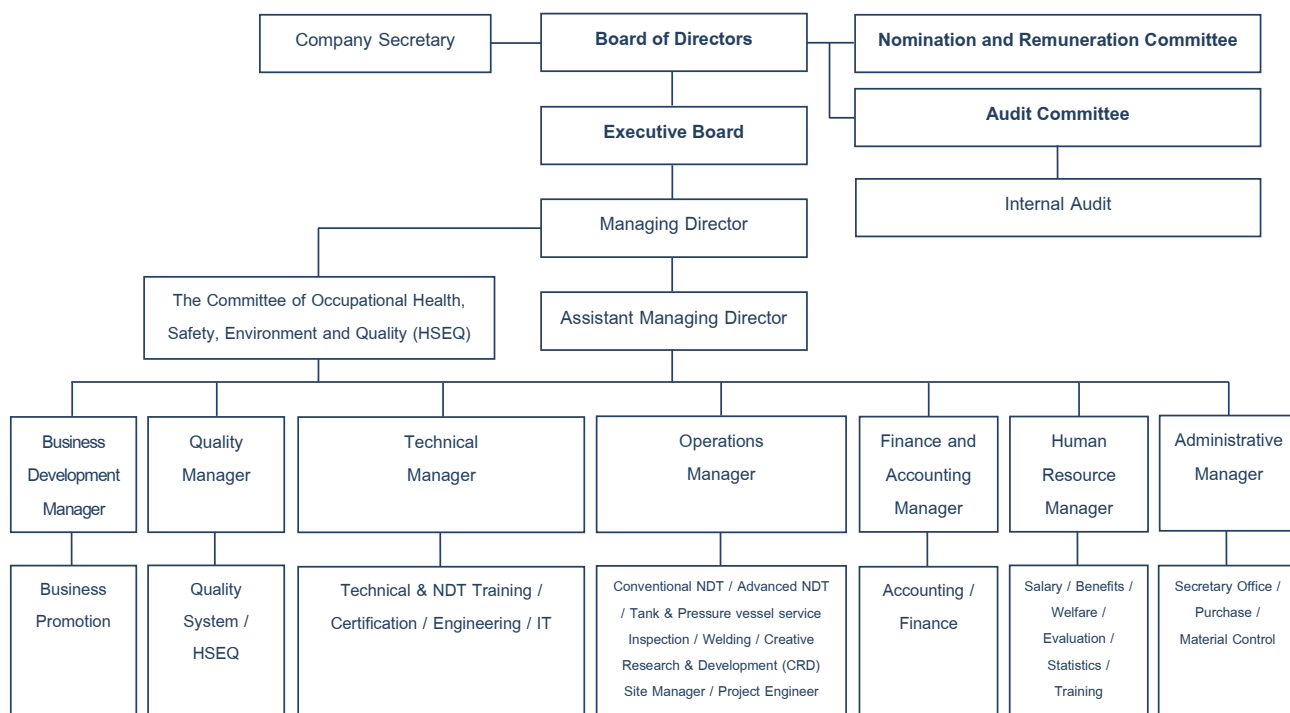 Company Secretary
Board of Directors
Nomination and Remuneration Committee
Audit Committee
Executive Board
Internal Audit
Managing Director
The Committee of Occupational Health,
Safety, Environment and Quality (HSEQ)
Assistant Managing Director
Business
Development
Manager
Quality
Manager
Technical
Manager
Operations
Manager
Finance and
Accounting
Manager
Human
Resource
Manager
Administrative
Manager
Business
Promotion
Quality
System /
HSEQ
Technical & NDT Training /
Certification / Engineering / IT
Conventional NDT / Advanced NDT
/ Tank & Pressure vessel service
Inspection / Welding / Creative
Research & Development (CRD)
Site Manager / Project Engineer
Accounting /
Finance
Salary / Benefits /
Welfare /
Evaluation /
Statistics /
Training
Secretary Office /
Purchase /
Material Control